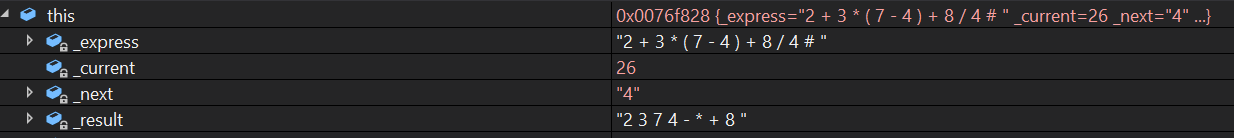 this 0x0076f828 {_express="2 + 3 * ( 7 - 4 ) + 8 / 4 # " _current=26 _next="4" ...}
_express "2 + 3 * ( 7 - 4 ) + 8 / 4 # "
_current 26
_next "4"
_result "2 3 7 4 - * + 8 "